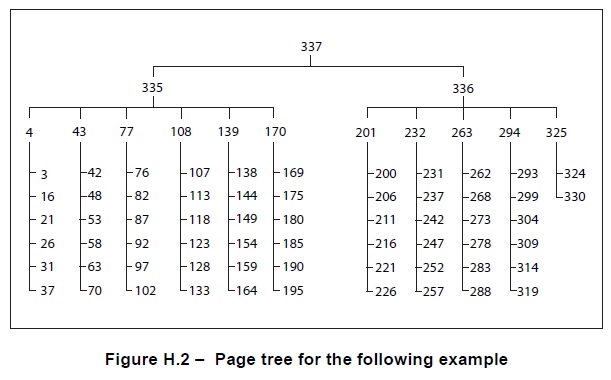 337
335 336
4 43 77 108 139 170 201 232 263 294 325
3 42 76 107 138 169 200 231 262 293 324
16 48 82 113 144 175 206 237 268 299 330
21 53 87 118 149 180 211 242 273 304
26 58 92 123 154 185 216 247 278 309
31 63 97 128 159 190 221 252 283 314
37 70 102 133 164 195 226 257 288 319
Figure H.2 – Page tree for the following example